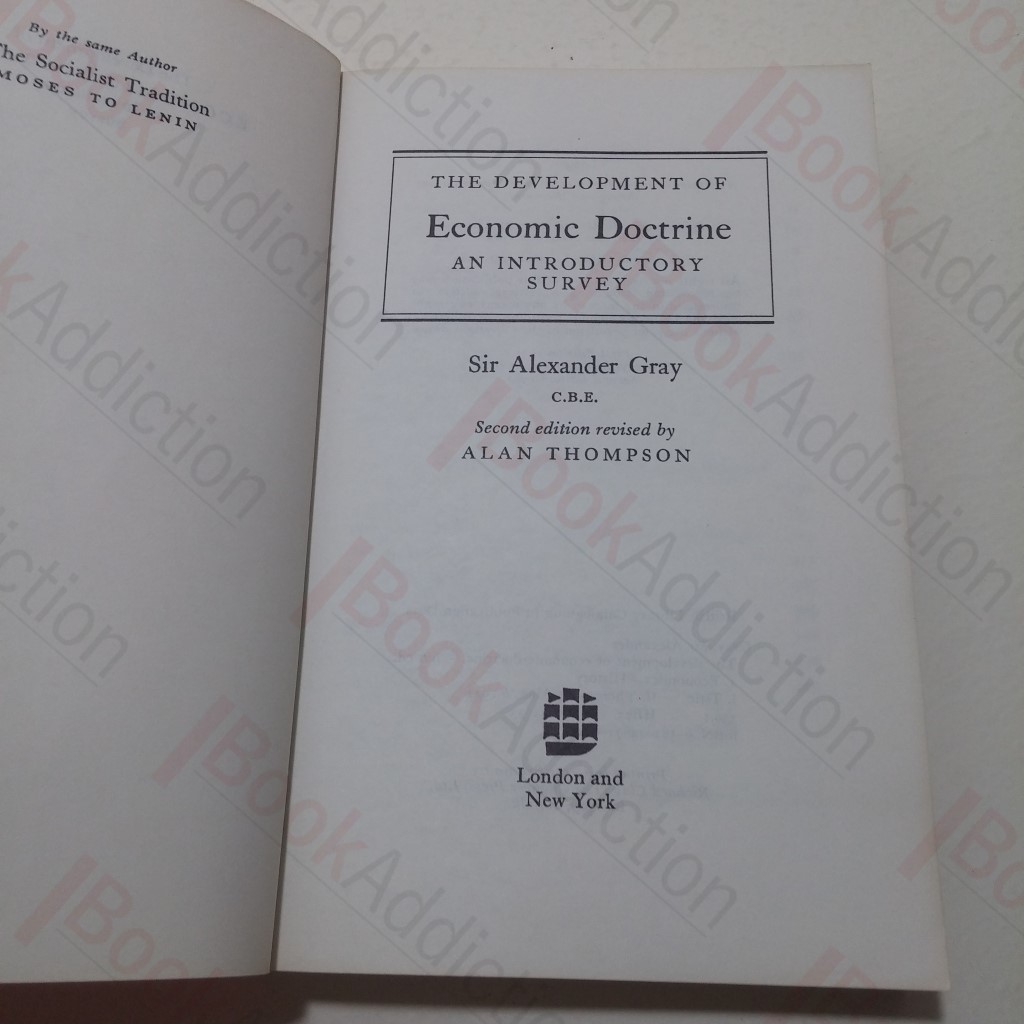 By the same Author
The Socialist Tradition
MOSES TO LENIN
THE DEVELOPMENT OF
Economic Doctrine
AN INTRODUCTORY
SURVEY
Sir Alexander Gray
C.B.E.
Second edition revised by
ALAN THOMPSON
London and
New York
BookAddiction